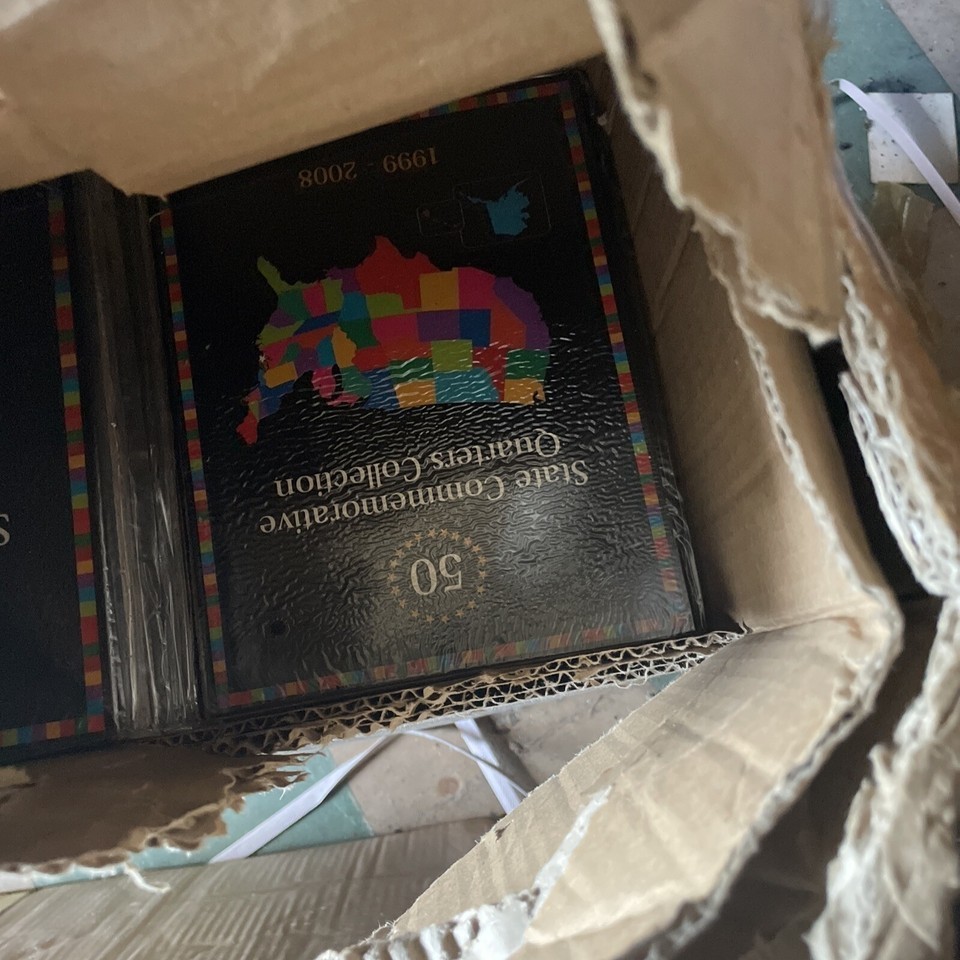 50
State Commemorative
Quarters Collection
1999 - 2008
S